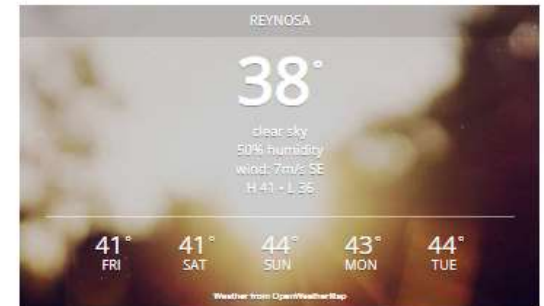 REYNOSA
38°
clear sky
50% humidity
wind: 7m/s SE
H 41 • L 36
41° 41° 44° 43° 44°
FRI SAT SUN MON TUE
Weather from OpenWeatherMap